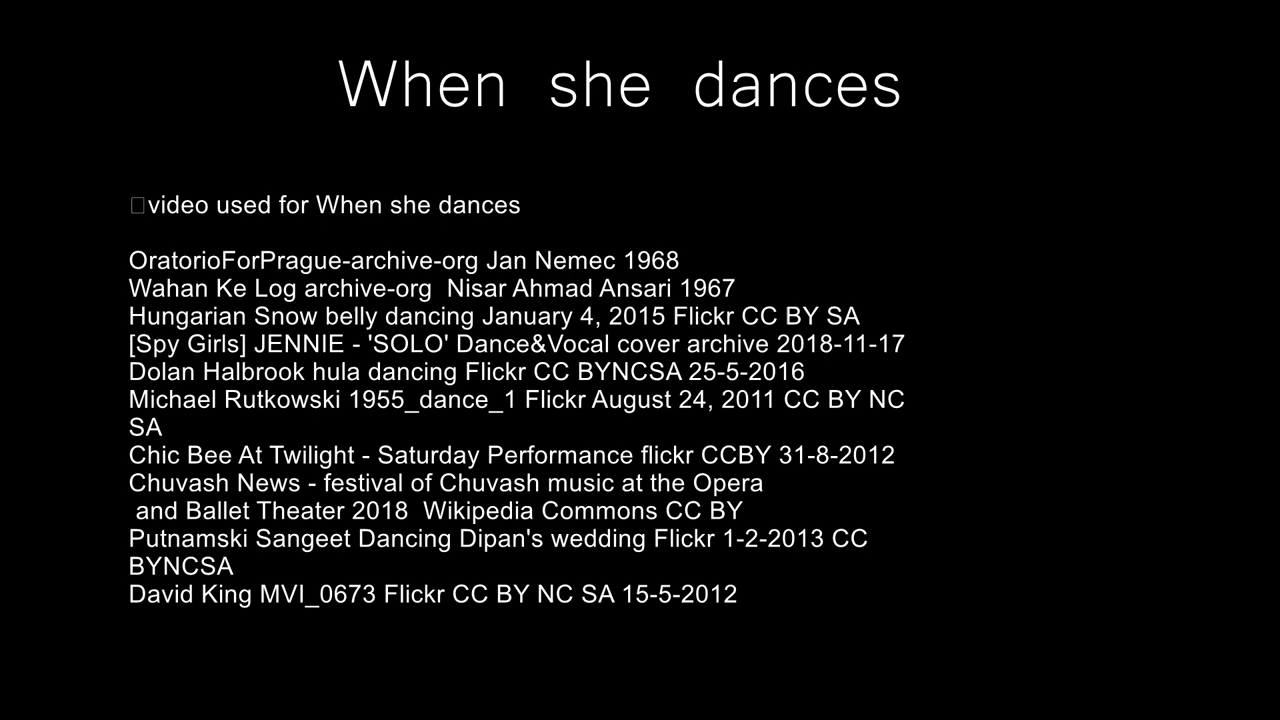 When she dances
video used for When she dances
OratorioForPrague-archive-org Jan Nemec 1968
Wahan Ke Log archive-org  Nisar Ahmad Ansari 1967
Hungarian Snow belly dancing January 4, 2015 Flickr CC BY SA
[Spy Girls] JENNIE - 'SOLO' Dance&Vocal cover archive 2018-11-17
Dolan Halbrook hula dancing Flickr CC BYNCSA 25-5-2016
Michael Rutkowski 1955_dance_1 Flickr August 24, 2011 CC BY NC
SA
Chic Bee At Twilight - Saturday Performance flickr CCBY 31-8-2012
Chuvash News - festival of Chuvash music at the Opera
and Ballet Theater 2018  Wikipedia Commons CC BY
Putnamski Sangeet Dancing Dipan's wedding Flickr 1-2-2013 CC
BYNCSA
David King MVI_0673 Flickr CC BY NC SA 15-5-2012